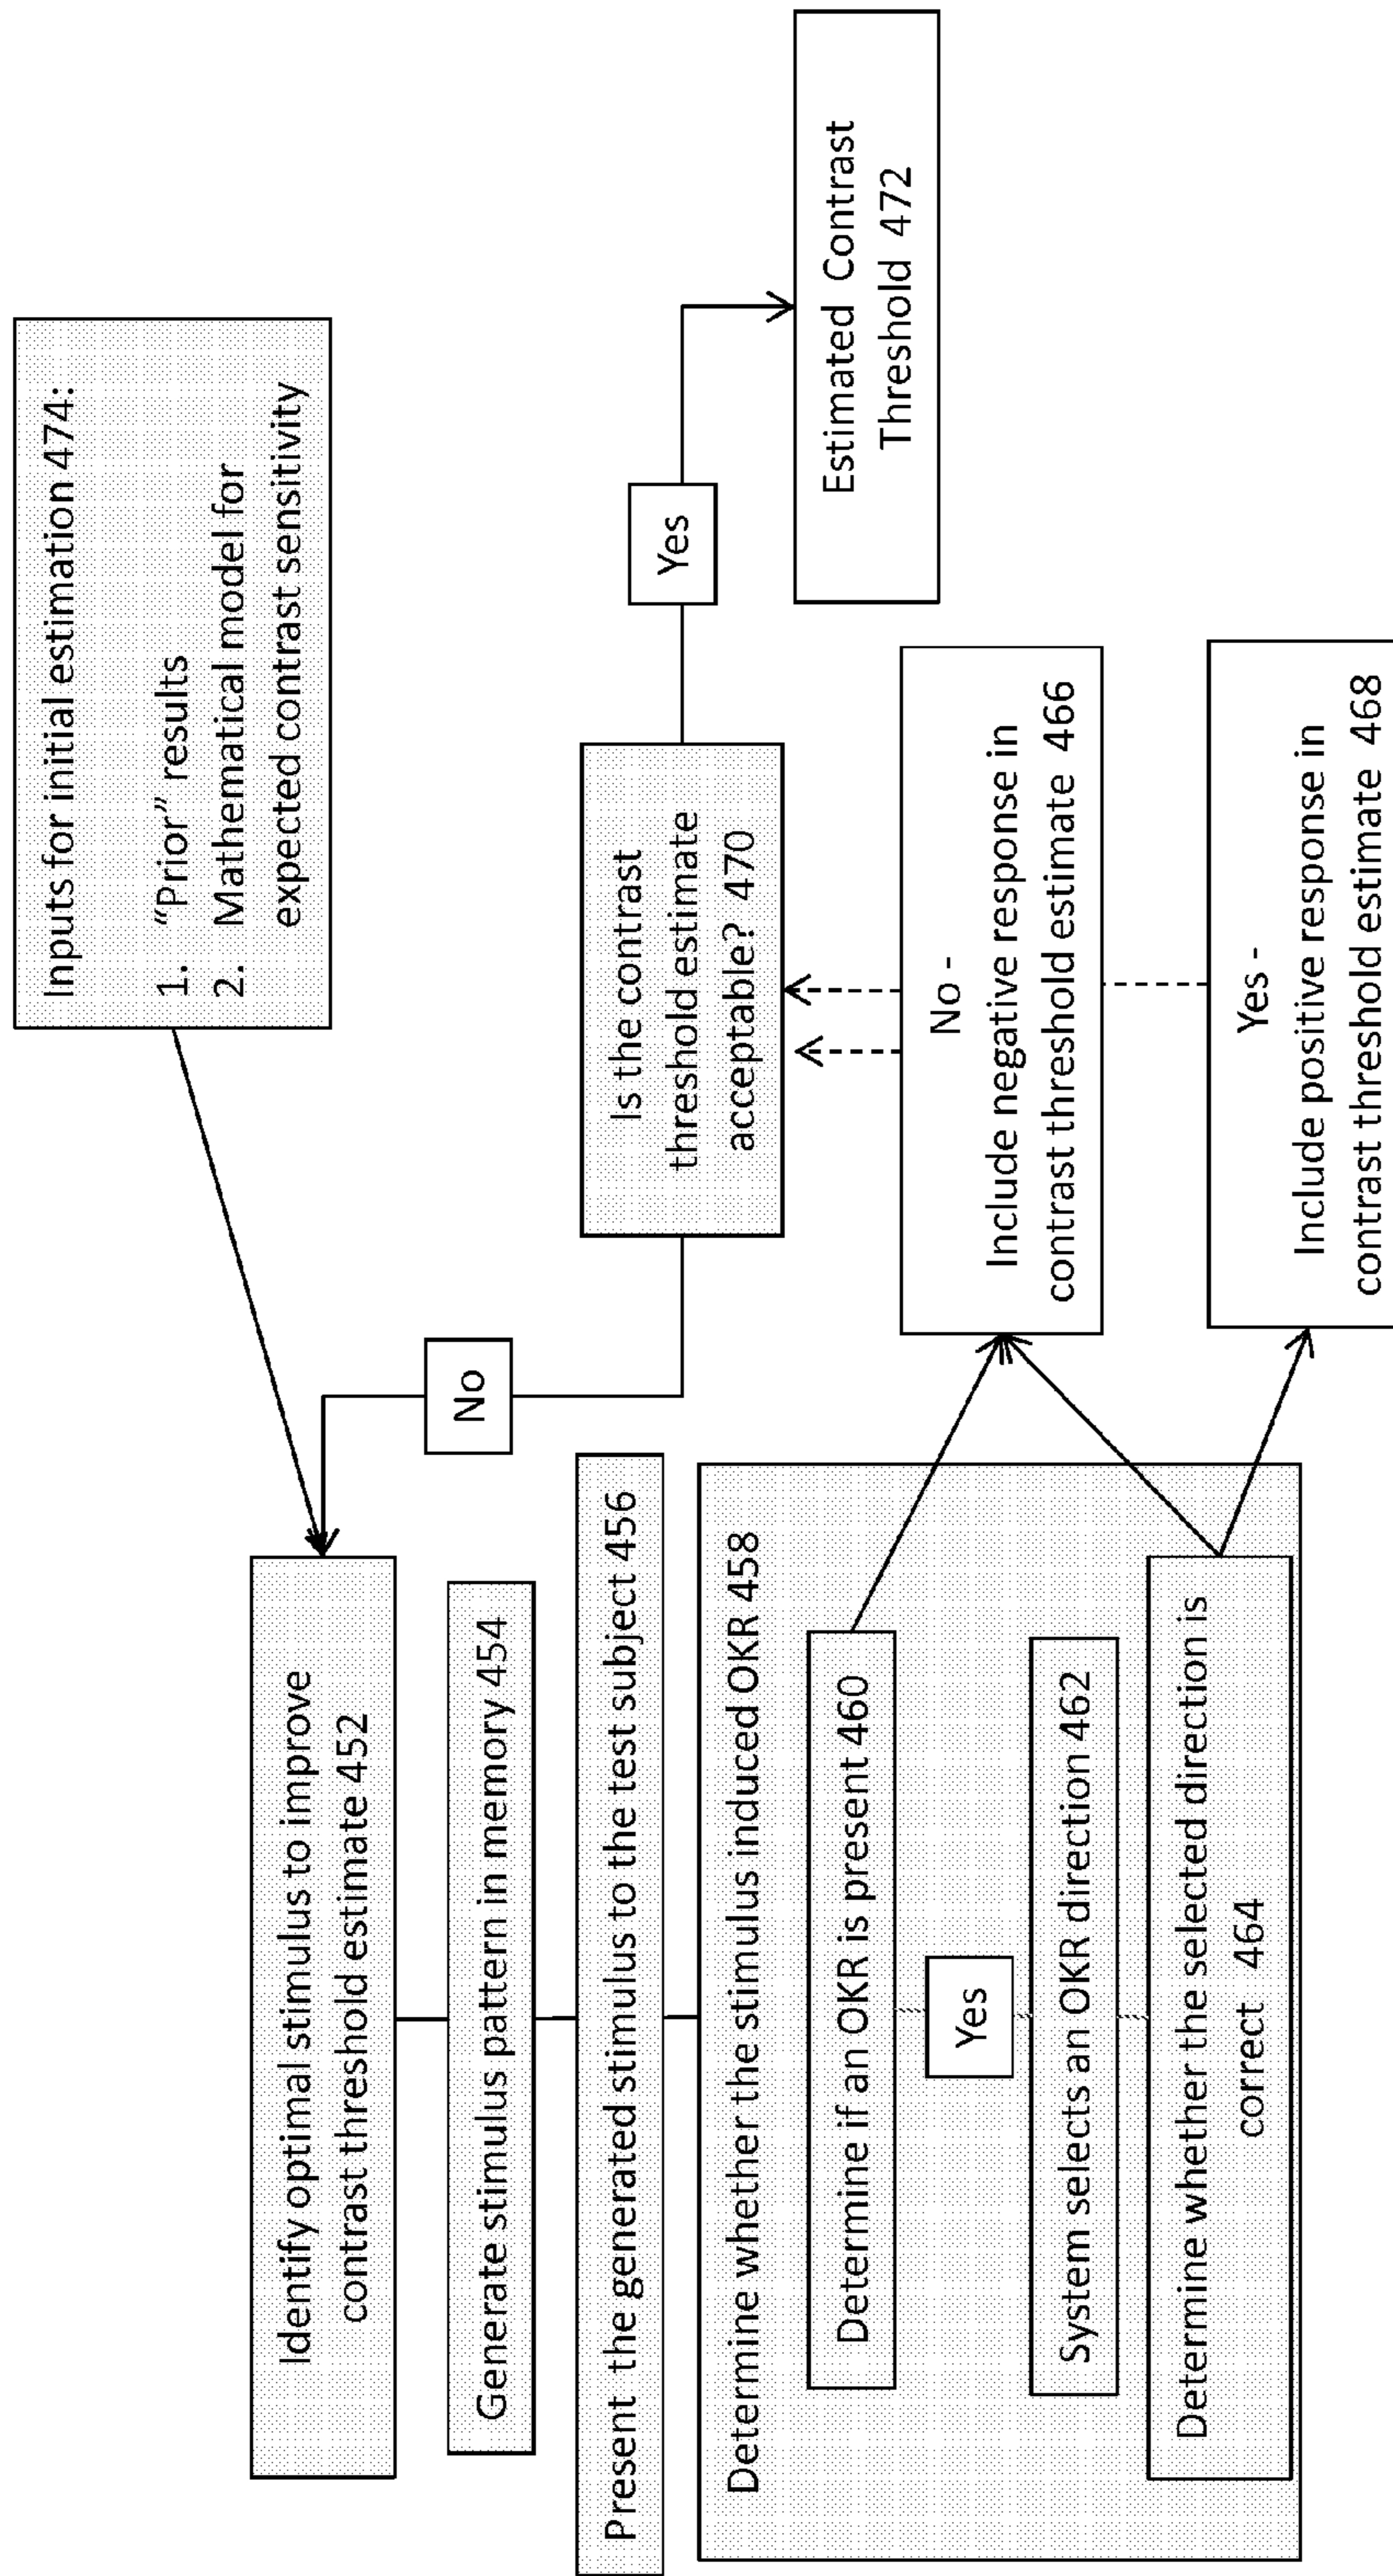 Inputs for initial estimation 474:
1. “Prior” results
2. Mathematical model for
expected contrast sensitivity
Identify optimal stimulus to improve
contrast threshold estimate 452
No
Generate stimulus pattern in memory 454
Present the generated stimulus to the test subject 456
Determine whether the stimulus induced OKR 458
Determine if an OKR is present 460
Yes
System selects an OKR direction 462
Determine whether the selected direction is
correct 464
Is the contrast
threshold estimate
acceptable? 470
Yes
Estimated Contrast
Threshold 472
No -
Include negative response in
contrast threshold estimate 466
Yes -
Include positive response in
contrast threshold estimate 468